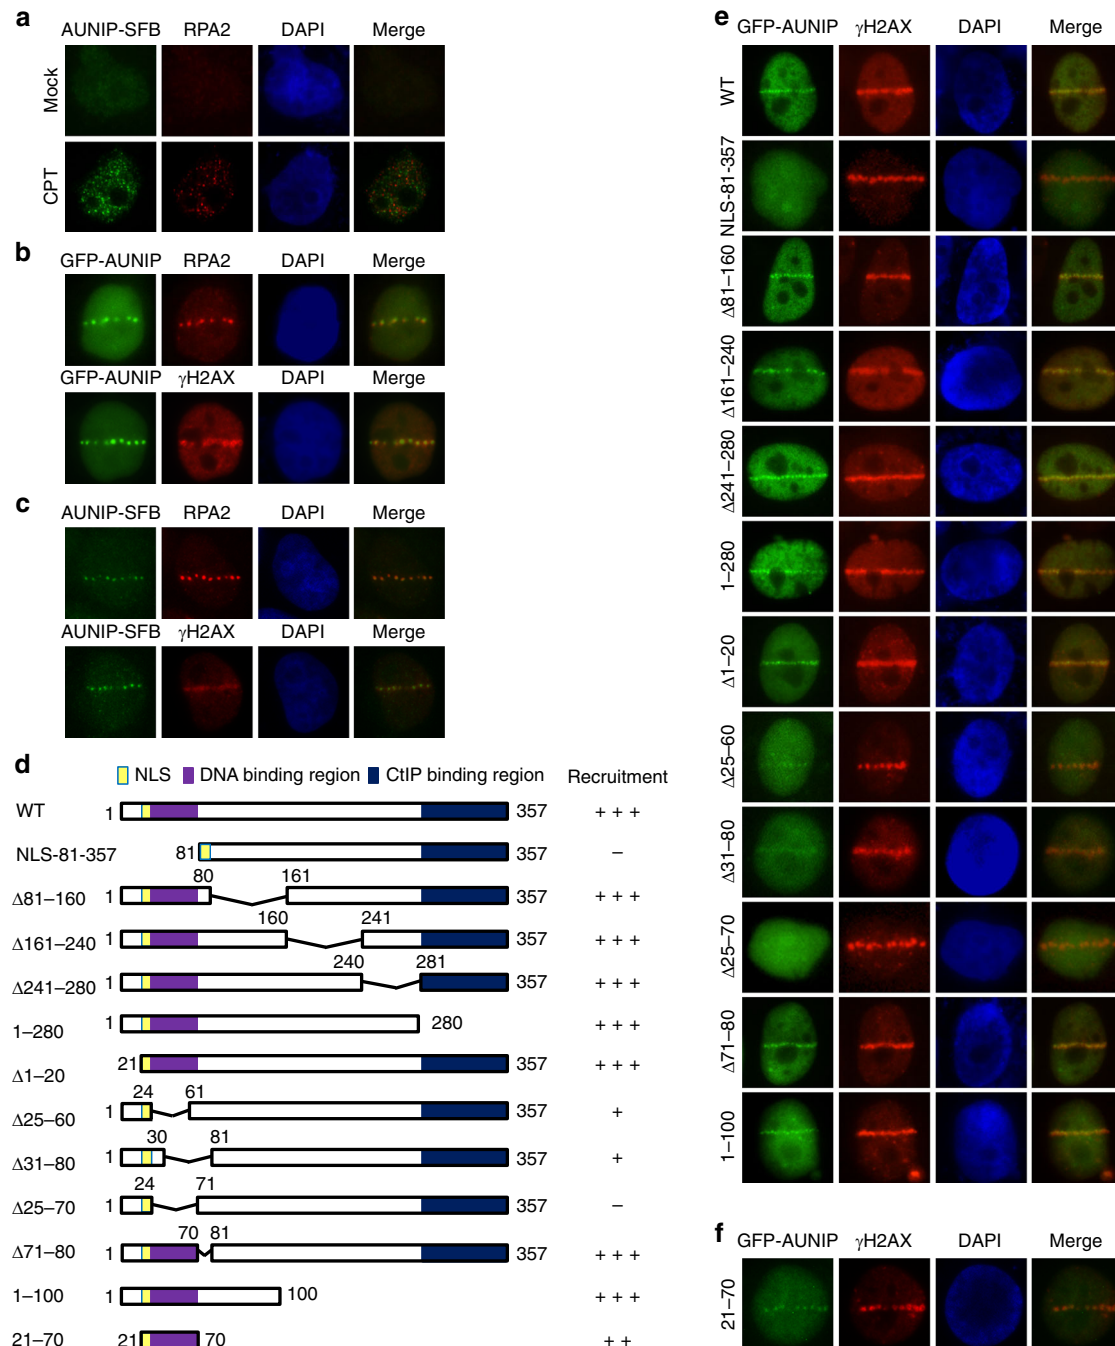 a
AUNIP-SFB RPA2 DAPI Merge
Mock
CPT
b
GFP-AUNIP RPA2 DAPI Merge
GFP-AUNIP γH2AX DAPI Merge
c
AUNIP-SFB RPA2 DAPI Merge
AUNIP-SFB γH2AX DAPI Merge
d
NLS DNA binding region CtIP binding region Recruitment
WT 1 357 + + +
NLS-81-357 81 357 –
80 161
Δ81–160 1 357 + + +
160 241
Δ161–240 1 357 + + +
240 281
Δ241–280 1 357 + + +
1–280 1 280 + + +
Δ1–20 21 357 + + +
24 61
Δ25–60 1 357 +
30 81
Δ31–80 1 357 +
24 71
Δ25–70 1 357 –
70 81
Δ71–80 1 357 + + +
1–100 1 100 + + +
21–70 21 70 + +
e
GFP-AUNIP γH2AX DAPI Merge
WT
NLS-81-357
Δ81–160
Δ161–240
Δ241–280
1–280
Δ1–20
Δ25–60
Δ31–80
Δ25–70
Δ71–80
1–100
f
GFP-AUNIP γH2AX DAPI Merge
21–70